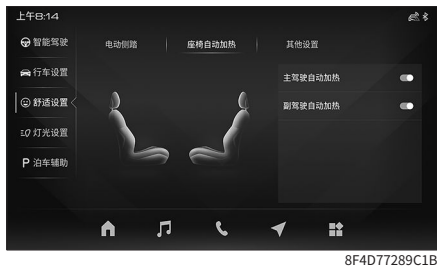 上午8:14
智能驾驶
电动侧踏
座椅自动加热
其他设置
行车设置
主驾驶自动加热
舒适设置
副驾驶自动加热
灯光设置
P 泊车辅助
8F4D77289C1B